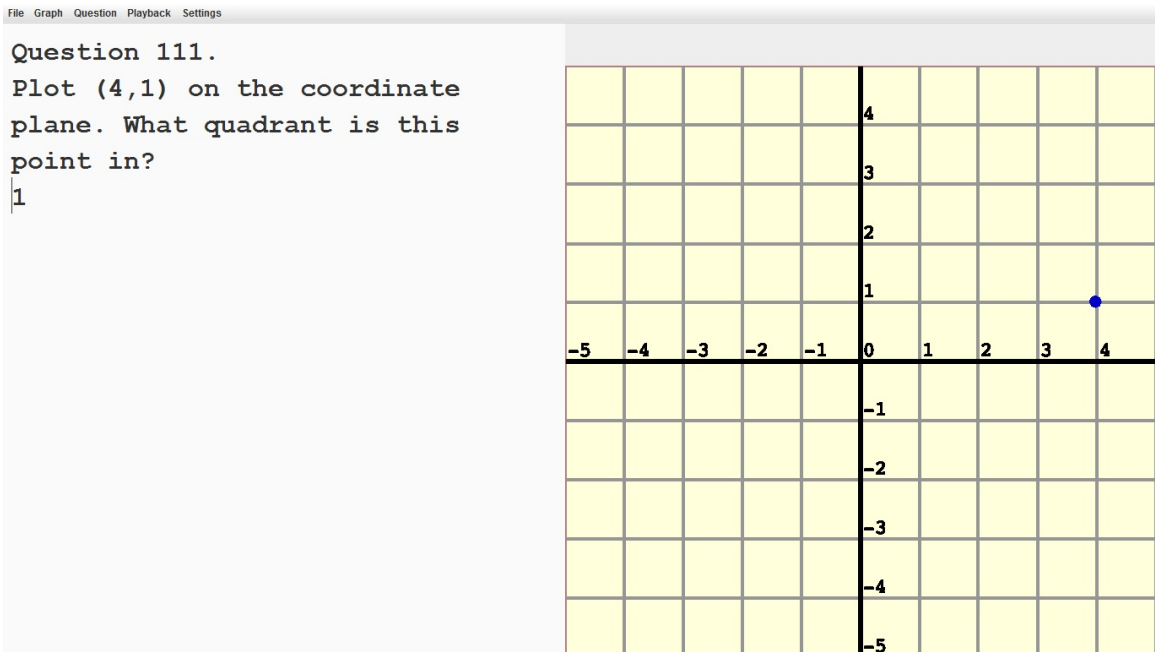 File Graph Question Playback Settings
Question 111.
Plot (4,1) on the coordinate
plane. What quadrant is this
point in?
1
4
3
2
1
-5 -4 -3 -2 -1 0 1 2 3 4
-1
-2
-3
-4
-5